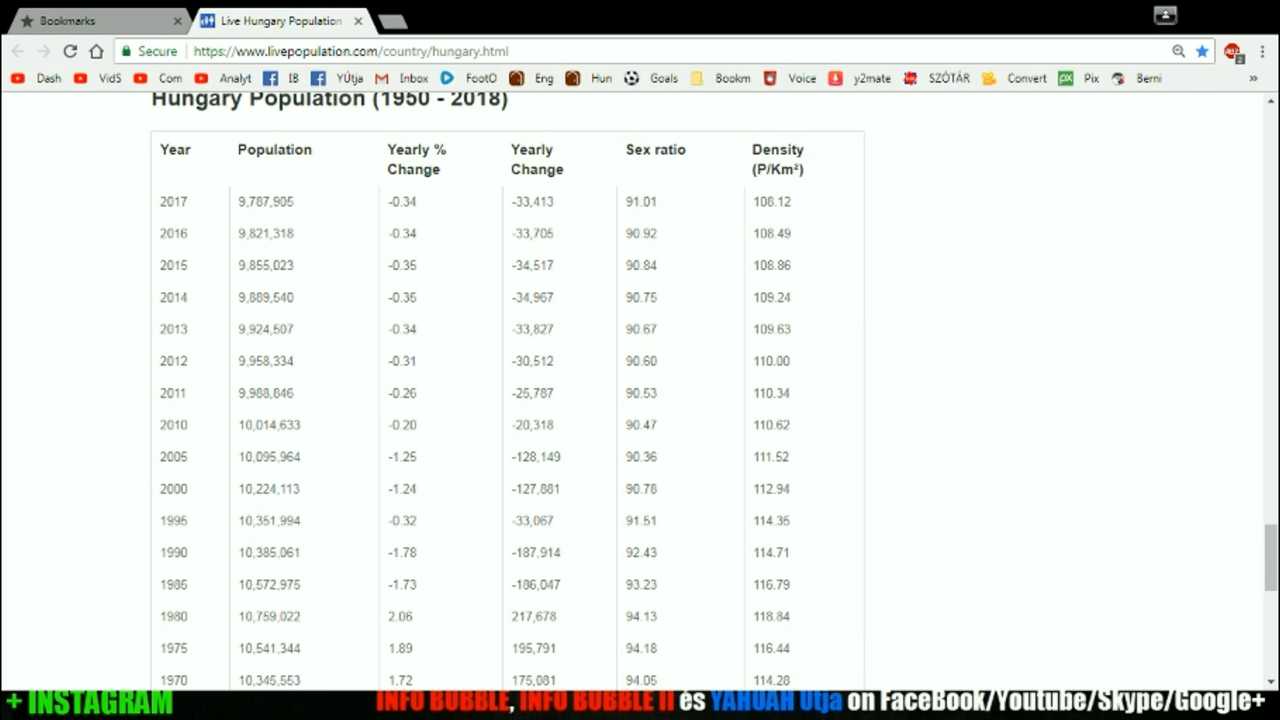 Bookmarks
Live Hungary Population
Secure https://www.livepopulation.com/country/hungary.html
Dash VidS Com Analyt IB YÚtja Inbox FootO Eng Hun Goals Bookm Voice y2mate SZÓTÁR Convert Pix Berni »
Hungary Population (1950 - 2018)
Year Population Yearly % Change Yearly Change Sex ratio Density (P/Km²)
2017 9,787,905 -0.34 -33,413 91.01 108.12
2016 9,821,318 -0.34 -33,705 90.92 108.49
2015 9,855,023 -0.35 -34,517 90.84 108.86
2014 9,889,540 -0.35 -34,967 90.75 109.24
2013 9,924,507 -0.34 -33,827 90.67 109.63
2012 9,958,334 -0.31 -30,512 90.60 110.00
2011 9,988,846 -0.26 -25,787 90.53 110.34
2010 10,014,633 -0.20 -20,318 90.47 110.62
2005 10,095,964 -1.25 -128,149 90.36 111.52
2000 10,224,113 -1.24 -127,881 90.78 112.94
1995 10,351,994 -0.32 -33,067 91.51 114.35
1990 10,385,061 -1.78 -187,914 92.43 114.71
1985 10,572,975 -1.73 -186,047 93.23 116.79
1980 10,759,022 2.06 217,678 94.13 118.84
1975 10,541,344 1.89 195,791 94.18 116.44
1970 10,345,553 1.72 175,081 94.05 114.28
+ INSTAGRAM INFO BUBBLE, INFO BUBBLE II és YAHUAH Útja on FaceBook/Youtube/Skype/Google+